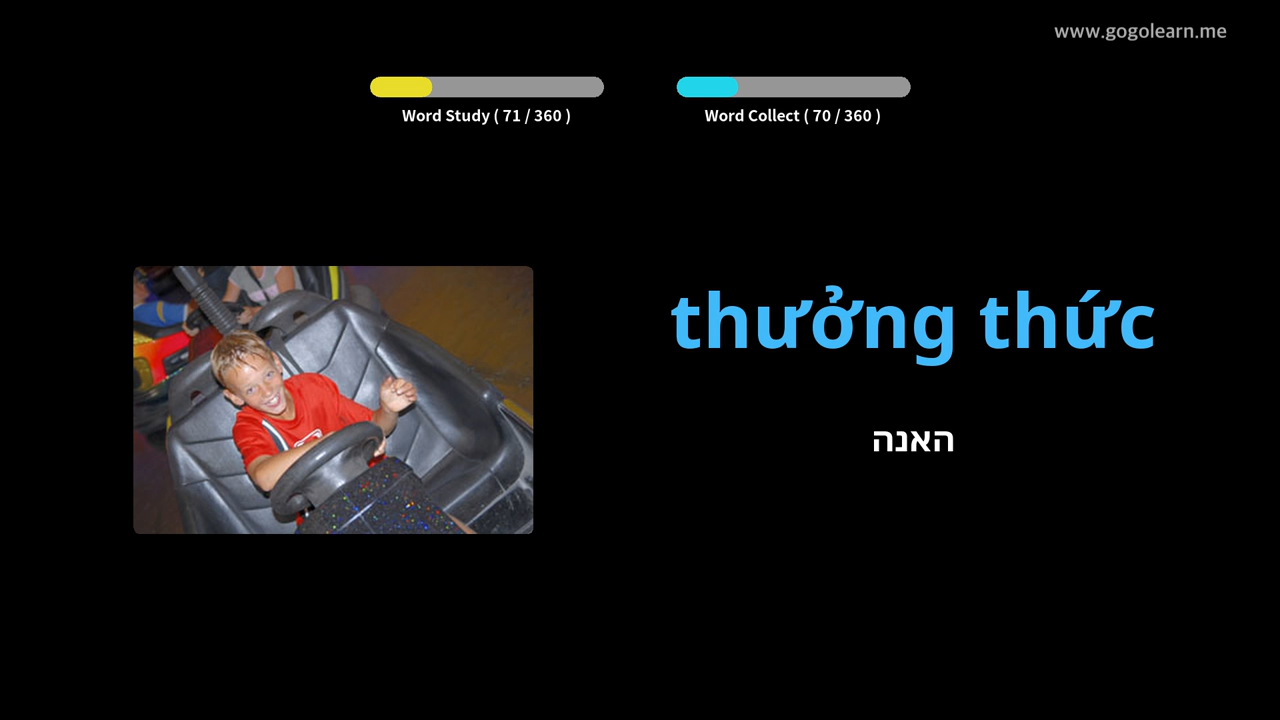 www.gogolearn.me
Word Study ( 71 / 360 )
Word Collect ( 70 / 360 )
thưởng thức
האנה